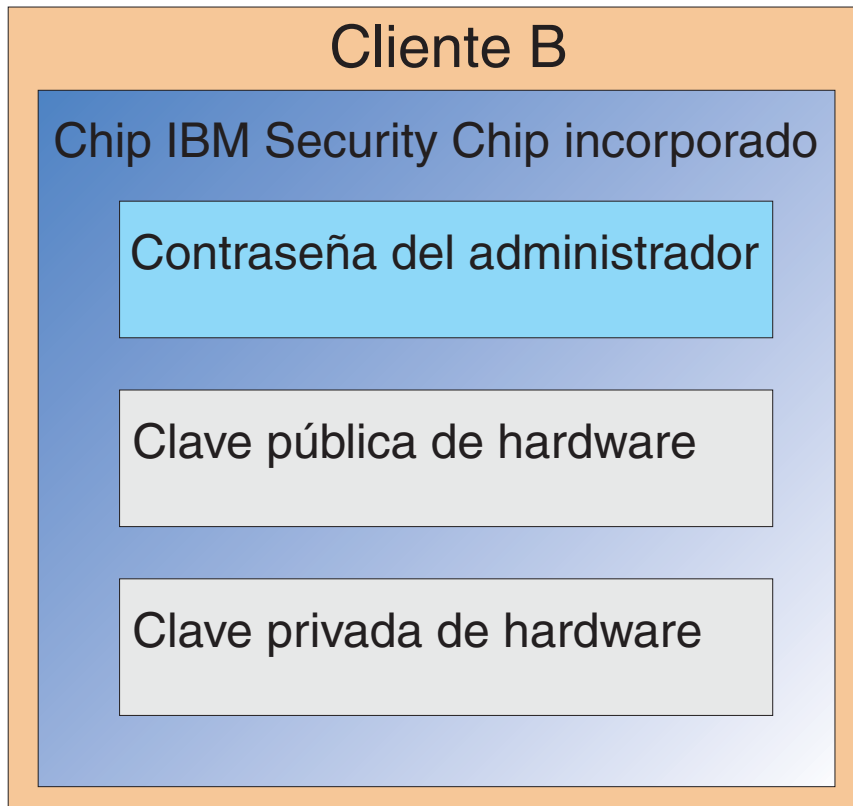 Cliente B
Chip IBM Security Chip incorporado
Contraseña del administrador
Clave pública de hardware
Clave privada de hardware